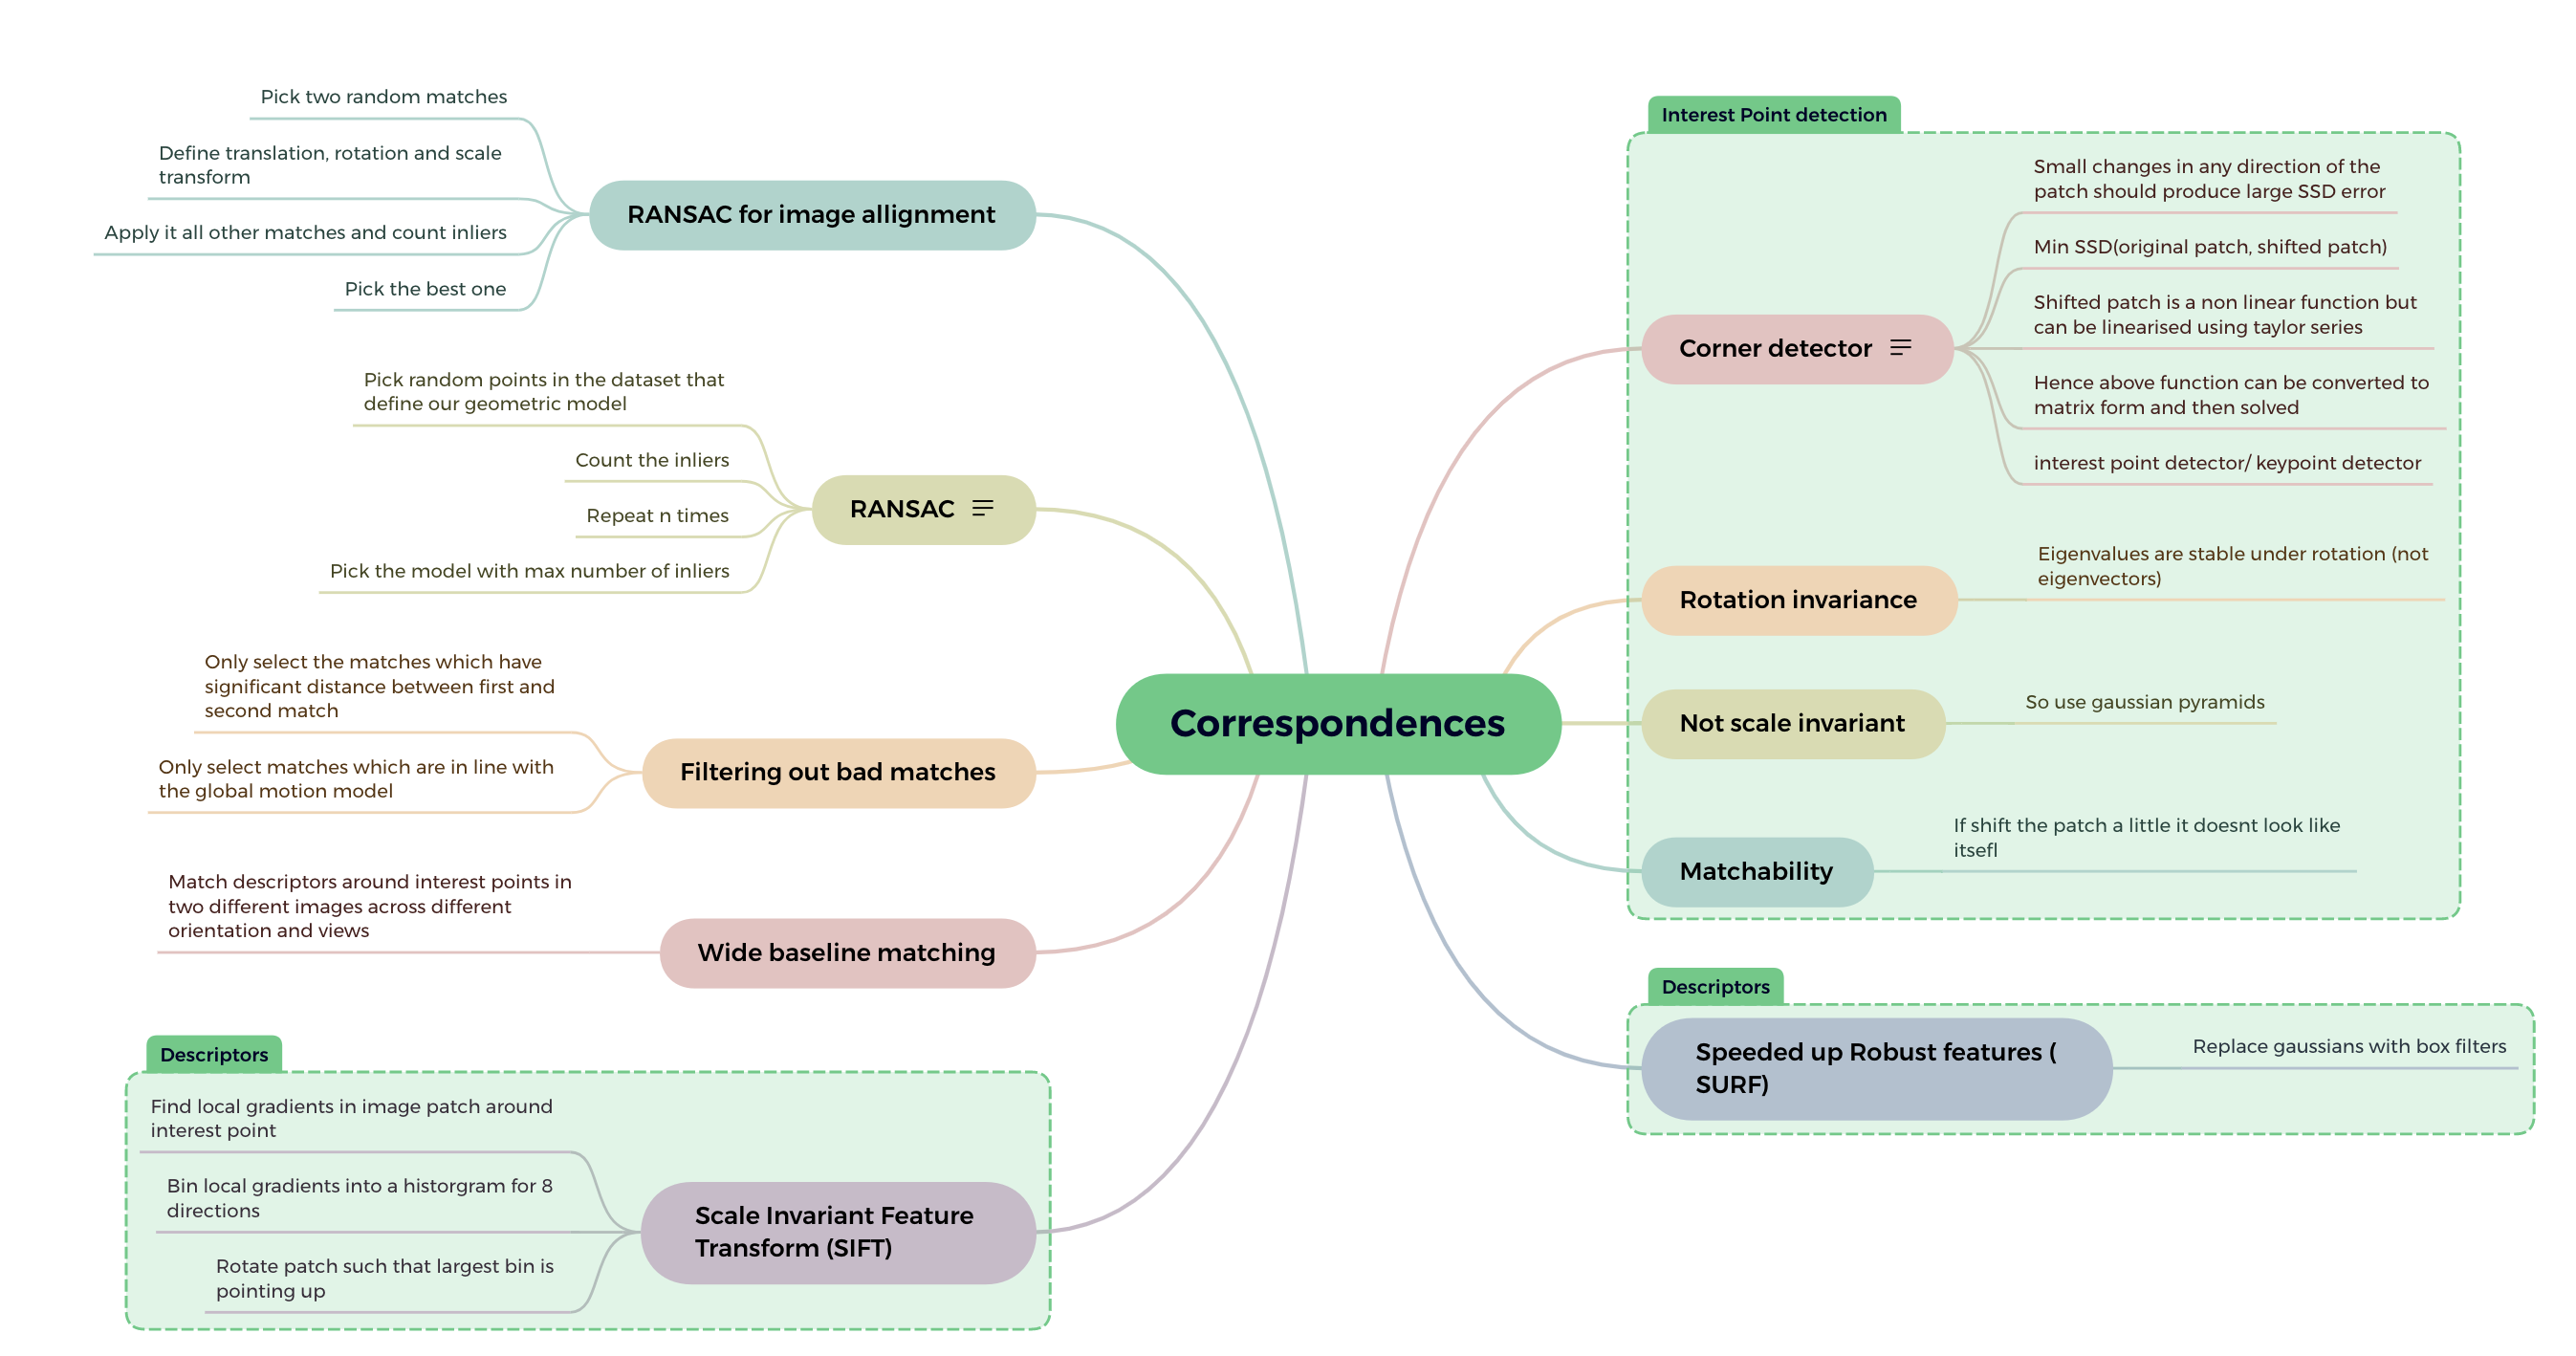 Correspondences
Interest Point detection
Corner detector
Small changes in any direction of the
patch should produce large SSD error
Min SSD(original patch, shifted patch)
Shifted patch is a non linear function but
can be linearised using taylor series
Hence above function can be converted to
matrix form and then solved
interest point detector/ keypoint detector
Rotation invariance
Eigenvalues are stable under rotation (not
eigenvectors)
Not scale invariant
So use gaussian pyramids
Matchability
If shift the patch a little it doesnt look like
itsefl
Descriptors
Speeded up Robust features (
SURF)
Replace gaussians with box filters
RANSAC for image allignment
Pick two random matches
Define translation, rotation and scale
transform
Apply it all other matches and count inliers
Pick the best one
RANSAC
Pick random points in the dataset that
define our geometric model
Count the inliers
Repeat n times
Pick the model with max number of inliers
Filtering out bad matches
Only select the matches which have
significant distance between first and
second match
Only select matches which are in line with
the global motion model
Wide baseline matching
Match descriptors around interest points in
two different images across different
orientation and views
Descriptors
Scale Invariant Feature
Transform (SIFT)
Find local gradients in image patch around
interest point
Bin local gradients into a historgram for 8
directions
Rotate patch such that largest bin is
pointing up